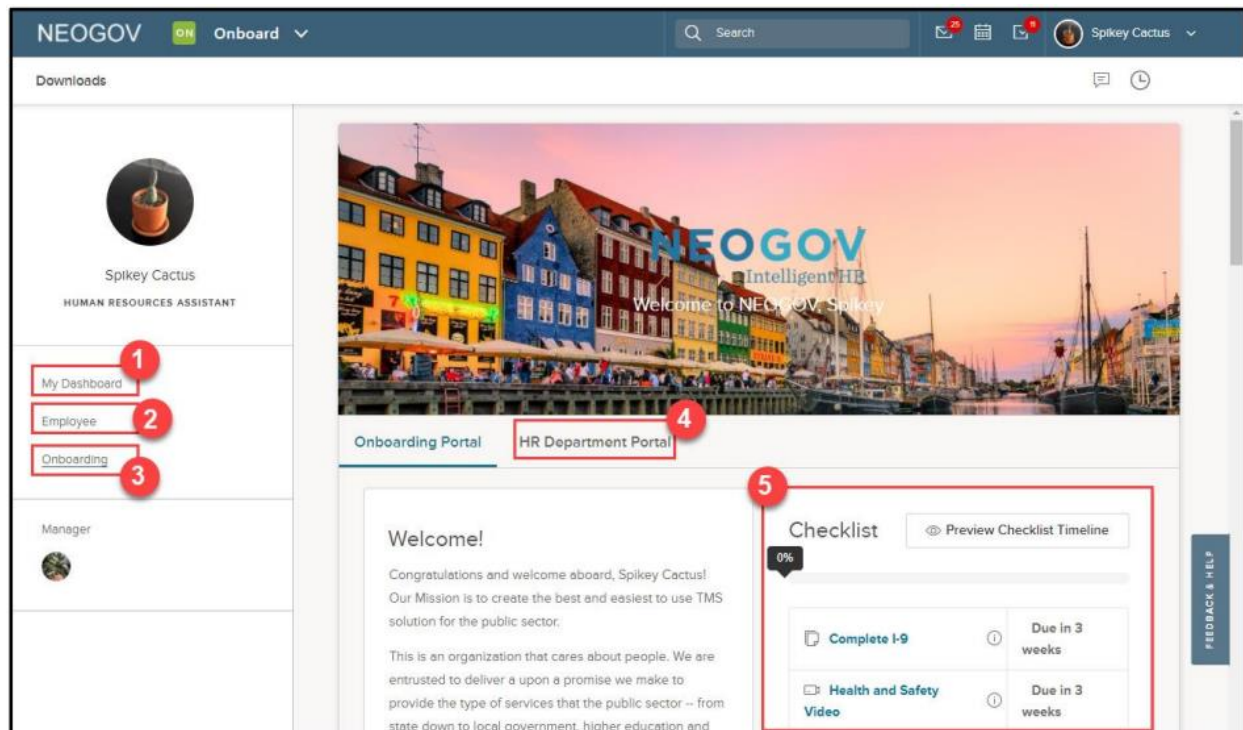 NEOGOV ON Onboard Search 25 11 Spikey Cactus
Downloads
NEOGOV
Intelligent HR
Welcome to NEOGOV, Spikey
Spikey Cactus
HUMAN RESOURCES ASSISTANT
1
My Dashboard
2
Employee
3
Onboarding
Manager
4
Onboarding Portal HR Department Portal
Welcome!
Congratulations and welcome aboard, Spikey Cactus!
Our Mission is to create the best and easiest to use TMS
solution for the public sector.
This is an organization that cares about people. We are
entrusted to deliver a upon a promise we make to
provide the type of services that the public sector – from
state down to local government, higher education and
5
Checklist Preview Checklist Timeline
0%
Complete I-9 Due in 3
weeks
Health and Safety Due in 3
Video weeks
FEEDBACK & HELP